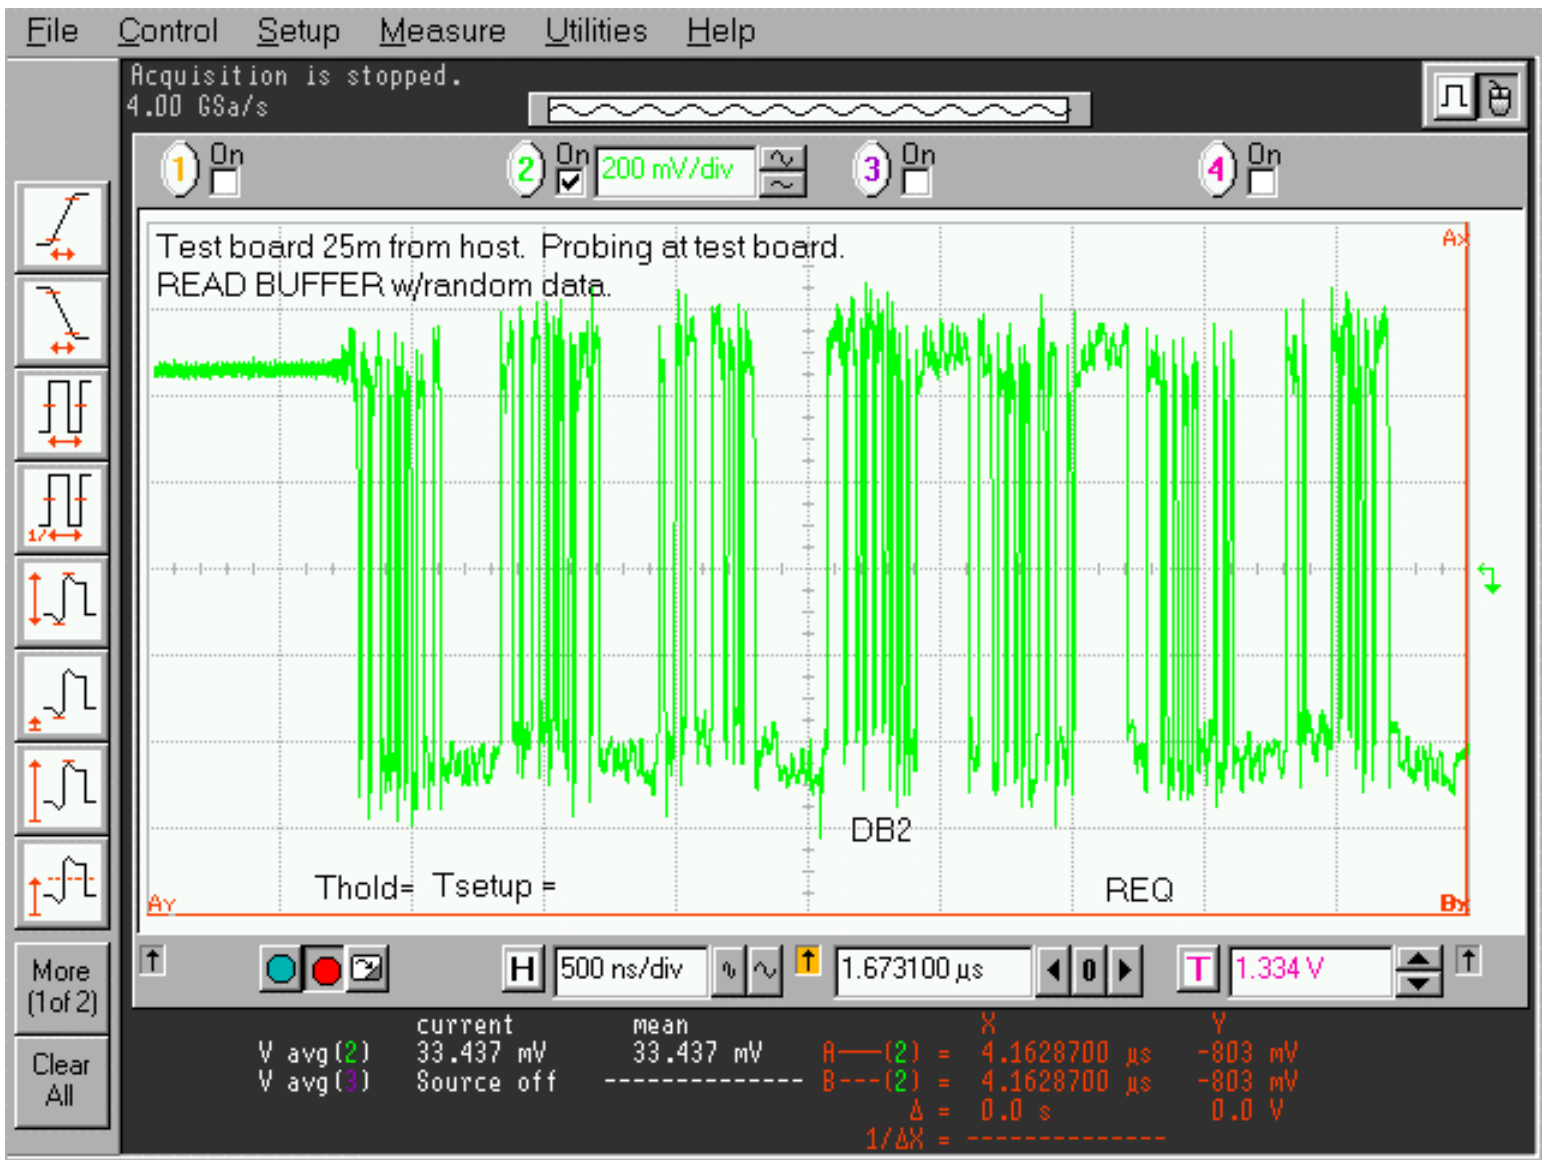 File Control Setup Measure Utilities Help
Acquisition is stopped.
4.00 GSa/s
1 On 2 On 200 mV/div 3 On 4 On
Test board 25m from host. Probing at test board.
READ BUFFER w/random data.
Ax
DB2
Thold= Tsetup = REQ
Ay Bx
H 500 ns/div 1.673100 µs 0 T 1.334 V
More
(1of 2)
Clear
All
current mean X Y
V avg(2) 33.437 mV 33.437 mV A——(2) = 4.1628700 µs -803 mV
V avg(3) Source off -------------- B---(2) = 4.1628700 µs -803 mV
Δ = 0.0 s 0.0 V
1/ΔX = --------------